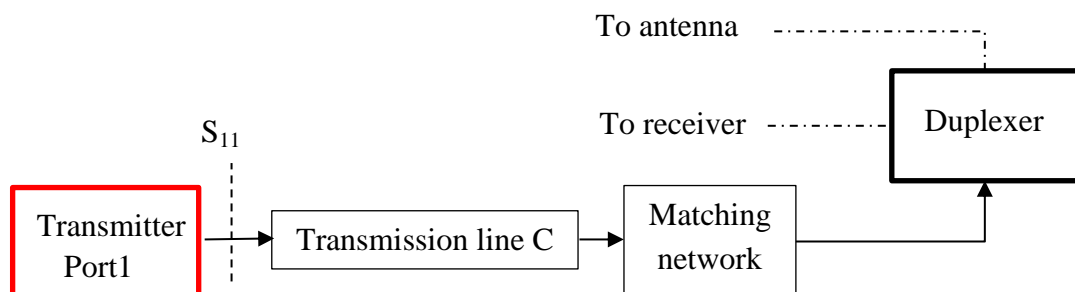 To antenna
To receiver
Duplexer
S₁₁
Transmitter
Port1
Transmission line C
Matching
network